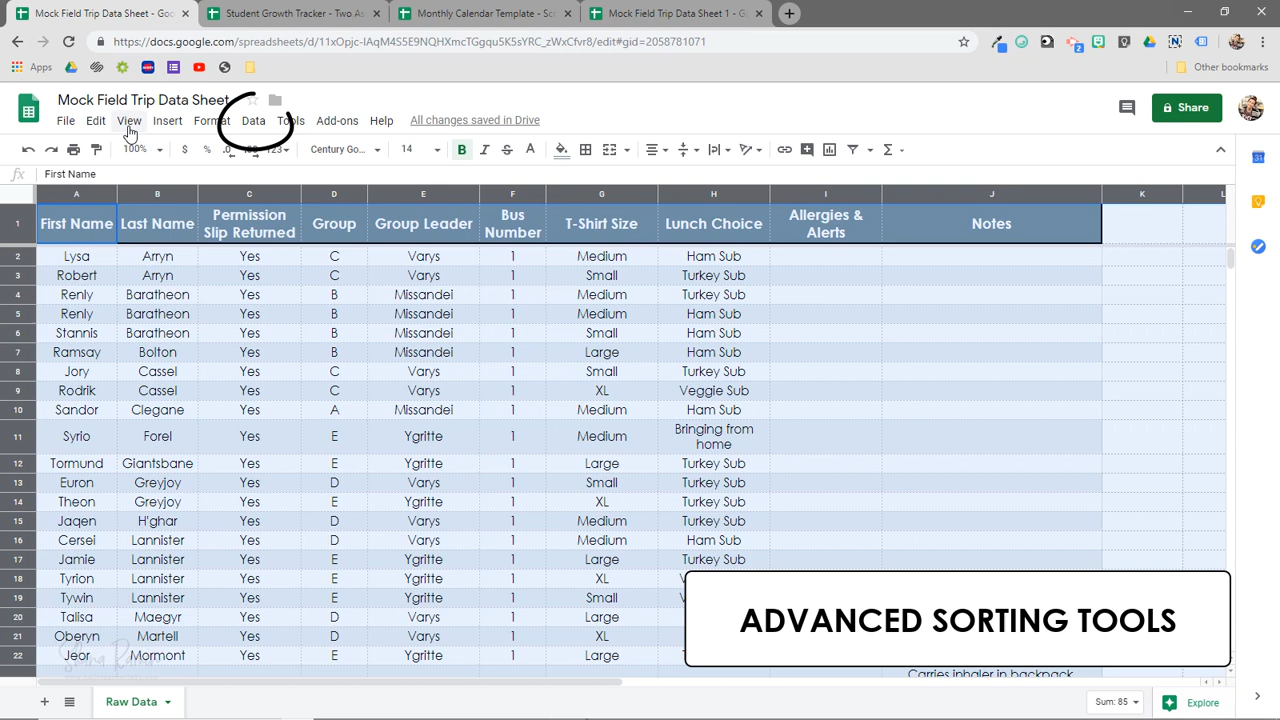 Mock Field Trip Data Sheet - Goo
Student Growth Tracker - Two As
Monthly Calendar Template - Scr
Mock Field Trip Data Sheet 1 - G
https://docs.google.com/spreadsheets/d/11xOpjc-IAqM4S5E9NQHXmcTGgqu5K5sYRC_zWxCfvr8/edit#gid=2058781071
Apps
Other bookmarks
Mock Field Trip Data Sheet
File Edit View Insert Format Data Tools Add-ons Help All changes saved in Drive
Share
100% $ % .0 .00 123 Century Go... 14 B I S A Σ
fx First Name
A B C D E F G H I J K L
1 First Name Last Name Permission Slip Returned Group Group Leader Bus Number T-Shirt Size Lunch Choice Allergies & Alerts Notes
2 Lysa Arryn Yes C Varys 1 Medium Ham Sub
3 Robert Arryn Yes C Varys 1 Small Turkey Sub
4 Renly Baratheon Yes B Missandei 1 Medium Turkey Sub
5 Renly Baratheon Yes B Missandei 1 Medium Ham Sub
6 Stannis Baratheon Yes B Missandei 1 Small Ham Sub
7 Ramsay Bolton Yes B Missandei 1 Large Ham Sub
8 Jory Cassel Yes C Varys 1 Small Turkey Sub
9 Rodrik Cassel Yes C Varys 1 XL Veggie Sub
10 Sandor Clegane Yes A Missandei 1 Medium Ham Sub
11 Syrio Forel Yes E Ygritte 1 Medium Bringing from home
12 Tormund Giantsbane Yes E Ygritte 1 Large Turkey Sub
13 Euron Greyjoy Yes D Varys 1 Small Turkey Sub
14 Theon Greyjoy Yes E Ygritte 1 XL Turkey Sub
15 Jaqen H'ghar Yes D Varys 1 Medium Turkey Sub
16 Cersei Lannister Yes D Varys 1 Medium Ham Sub
17 Jamie Lannister Yes E Ygritte 1 Large Turkey Sub
18 Tyrion Lannister Yes E Ygritte 1 XL
19 Tywin Lannister Yes E Ygritte 1 Small
20 Talisa Maegyr Yes D Varys 1 Large
21 Oberyn Martell Yes D Varys 1 XL
22 Jeor Mormont Yes E Ygritte 1 Large
Carries inhaler in backpack
ADVANCED SORTING TOOLS
Raw Data
Sum: 85
Explore